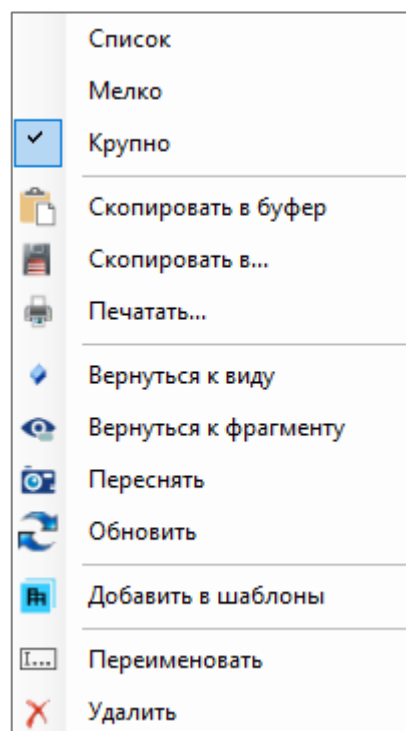 Список
Мелко
Крупно
Скопировать в буфер
Скопировать в...
Печатать...
Вернуться к виду
Вернуться к фрагменту
Переснять
Обновить
Добавить в шаблоны
Переименовать
Удалить